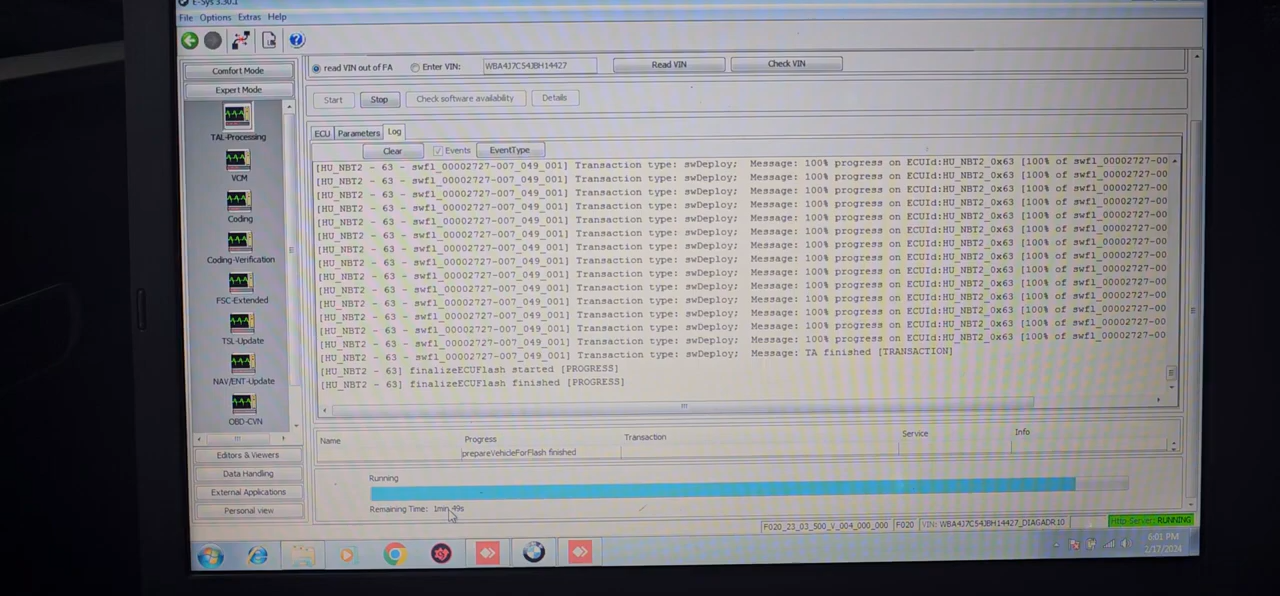 E-Sys 3.30.1
File Options Extras Help
Comfort Mode
Expert Mode
TAL-Processing
VCM
Coding
Coding-Verification
FSC-Extended
TSL-Update
NAV/ENT-Update
OBD-CVN
Editors & Viewers
Data Handling
External Applications
Personal view
read VIN out of FA Enter VIN: WBA4J7C54JBH14427 Read VIN Check VIN
Start Stop Check software availability Details
ECU Parameters Log
Clear Events EventType
[HU_NBT2 - 63 - swfl_00002727-007_049_001] Transaction type: swDeploy; Message: 100% progress on ECUId:HU_NBT2_0x63 [100% of swfl_00002727-00
[HU_NBT2 - 63 - swfl_00002727-007_049_001] Transaction type: swDeploy; Message: 100% progress on ECUId:HU_NBT2_0x63 [100% of swfl_00002727-00
[HU_NBT2 - 63 - swfl_00002727-007_049_001] Transaction type: swDeploy; Message: 100% progress on ECUId:HU_NBT2_0x63 [100% of swfl_00002727-00
[HU_NBT2 - 63 - swfl_00002727-007_049_001] Transaction type: swDeploy; Message: 100% progress on ECUId:HU_NBT2_0x63 [100% of swfl_00002727-00
[HU_NBT2 - 63 - swfl_00002727-007_049_001] Transaction type: swDeploy; Message: 100% progress on ECUId:HU_NBT2_0x63 [100% of swfl_00002727-00
[HU_NBT2 - 63 - swfl_00002727-007_049_001] Transaction type: swDeploy; Message: 100% progress on ECUId:HU_NBT2_0x63 [100% of swfl_00002727-00
[HU_NBT2 - 63 - swfl_00002727-007_049_001] Transaction type: swDeploy; Message: 100% progress on ECUId:HU_NBT2_0x63 [100% of swfl_00002727-00
[HU_NBT2 - 63 - swfl_00002727-007_049_001] Transaction type: swDeploy; Message: 100% progress on ECUId:HU_NBT2_0x63 [100% of swfl_00002727-00
[HU_NBT2 - 63 - swfl_00002727-007_049_001] Transaction type: swDeploy; Message: 100% progress on ECUId:HU_NBT2_0x63 [100% of swfl_00002727-00
[HU_NBT2 - 63 - swfl_00002727-007_049_001] Transaction type: swDeploy; Message: 100% progress on ECUId:HU_NBT2_0x63 [100% of swfl_00002727-00
[HU_NBT2 - 63 - swfl_00002727-007_049_001] Transaction type: swDeploy; Message: 100% progress on ECUId:HU_NBT2_0x63 [100% of swfl_00002727-00
[HU_NBT2 - 63 - swfl_00002727-007_049_001] Transaction type: swDeploy; Message: 100% progress on ECUId:HU_NBT2_0x63 [100% of swfl_00002727-00
[HU_NBT2 - 63 - swfl_00002727-007_049_001] Transaction type: swDeploy; Message: 100% progress on ECUId:HU_NBT2_0x63 [100% of swfl_00002727-00
[HU_NBT2 - 63 - swfl_00002727-007_049_001] Transaction type: swDeploy; Message: 100% progress on ECUId:HU_NBT2_0x63 [100% of swfl_00002727-00
[HU_NBT2 - 63 - swfl_00002727-007_049_001] Transaction type: swDeploy; Message: TA finished [TRANSACTION]
[HU_NBT2 - 63] finalizeECUFlash started [PROGRESS]
[HU_NBT2 - 63] finalizeECUFlash finished [PROGRESS]
Name Progress Transaction Service Info
prepareVehicleForFlash finished
Running
Remaining Time: 1min 49s
F020_23_03_500_V_004_000_000 F020 VIN: WBA4J7C54JBH14427_DIAGADR10 Http Server: RUNNING
6:01 PM
2/17/2024